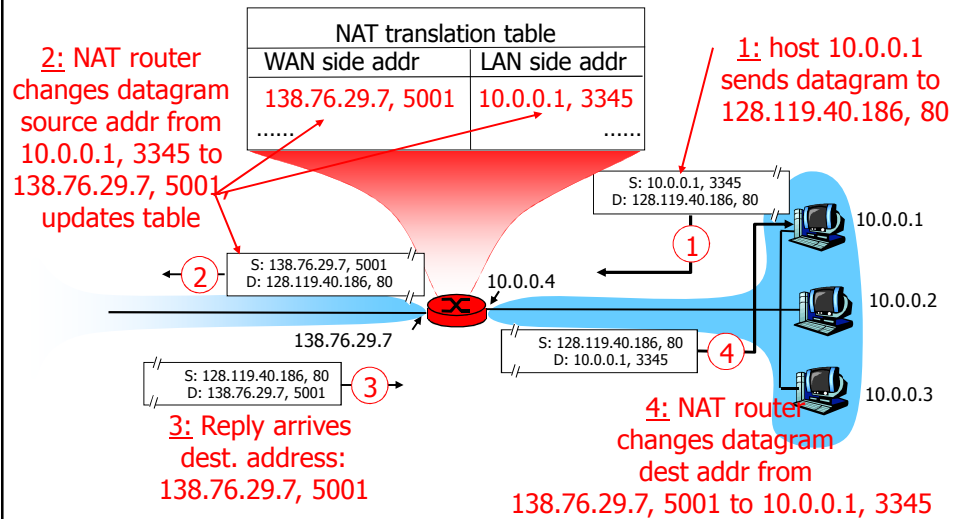 NAT translation table
WAN side addr LAN side addr
138.76.29.7, 5001 10.0.0.1, 3345
...... ......
2: NAT router
changes datagram
source addr from
10.0.0.1, 3345 to
138.76.29.7, 5001,
updates table
1: host 10.0.0.1
sends datagram to
128.119.40.186, 80
S: 10.0.0.1, 3345
D: 128.119.40.186, 80
1
10.0.0.1
2
S: 138.76.29.7, 5001
D: 128.119.40.186, 80
10.0.0.4
10.0.0.2
138.76.29.7
S: 128.119.40.186, 80
D: 10.0.0.1, 3345
4
S: 128.119.40.186, 80
D: 138.76.29.7, 5001
3
10.0.0.3
3: Reply arrives
dest. address:
138.76.29.7, 5001
4: NAT router
changes datagram
dest addr from
138.76.29.7, 5001 to 10.0.0.1, 3345